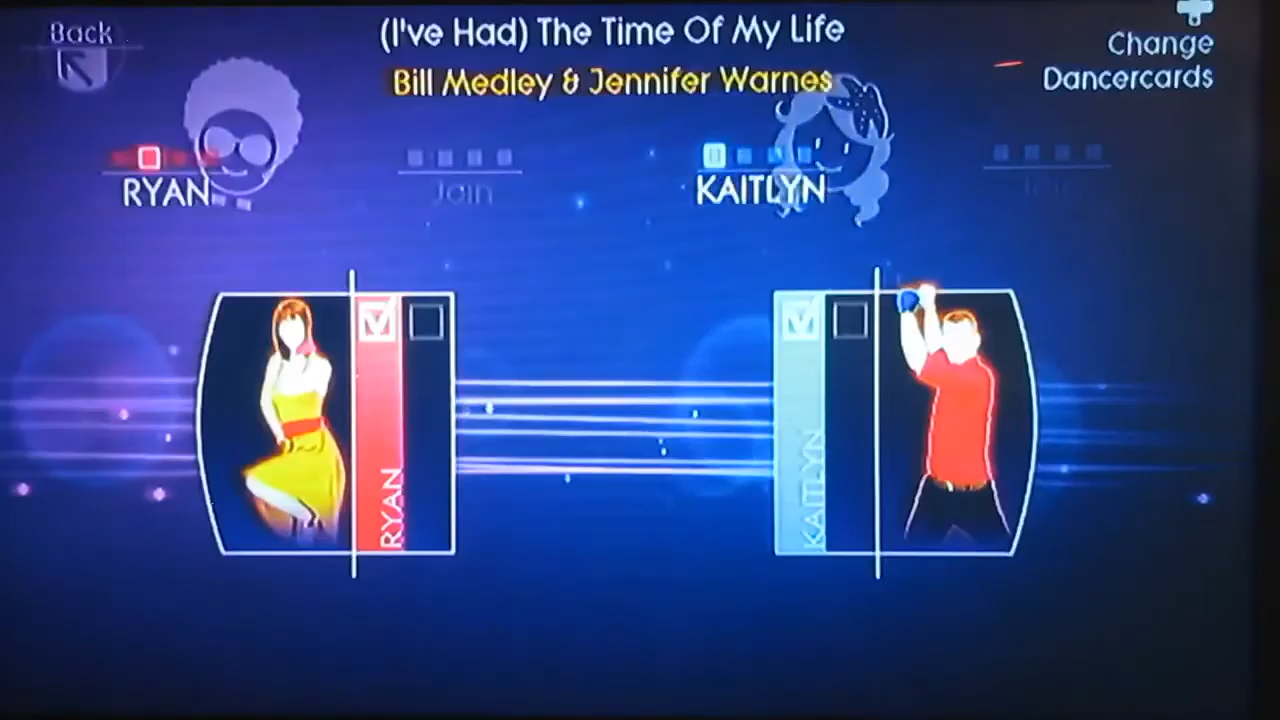 Back
(I've Had) The Time Of My Life
Bill Medley & Jennifer Warnes
Change
Dancercards
RYAN
Join
KAITLYN
RYAN
KAITLYN